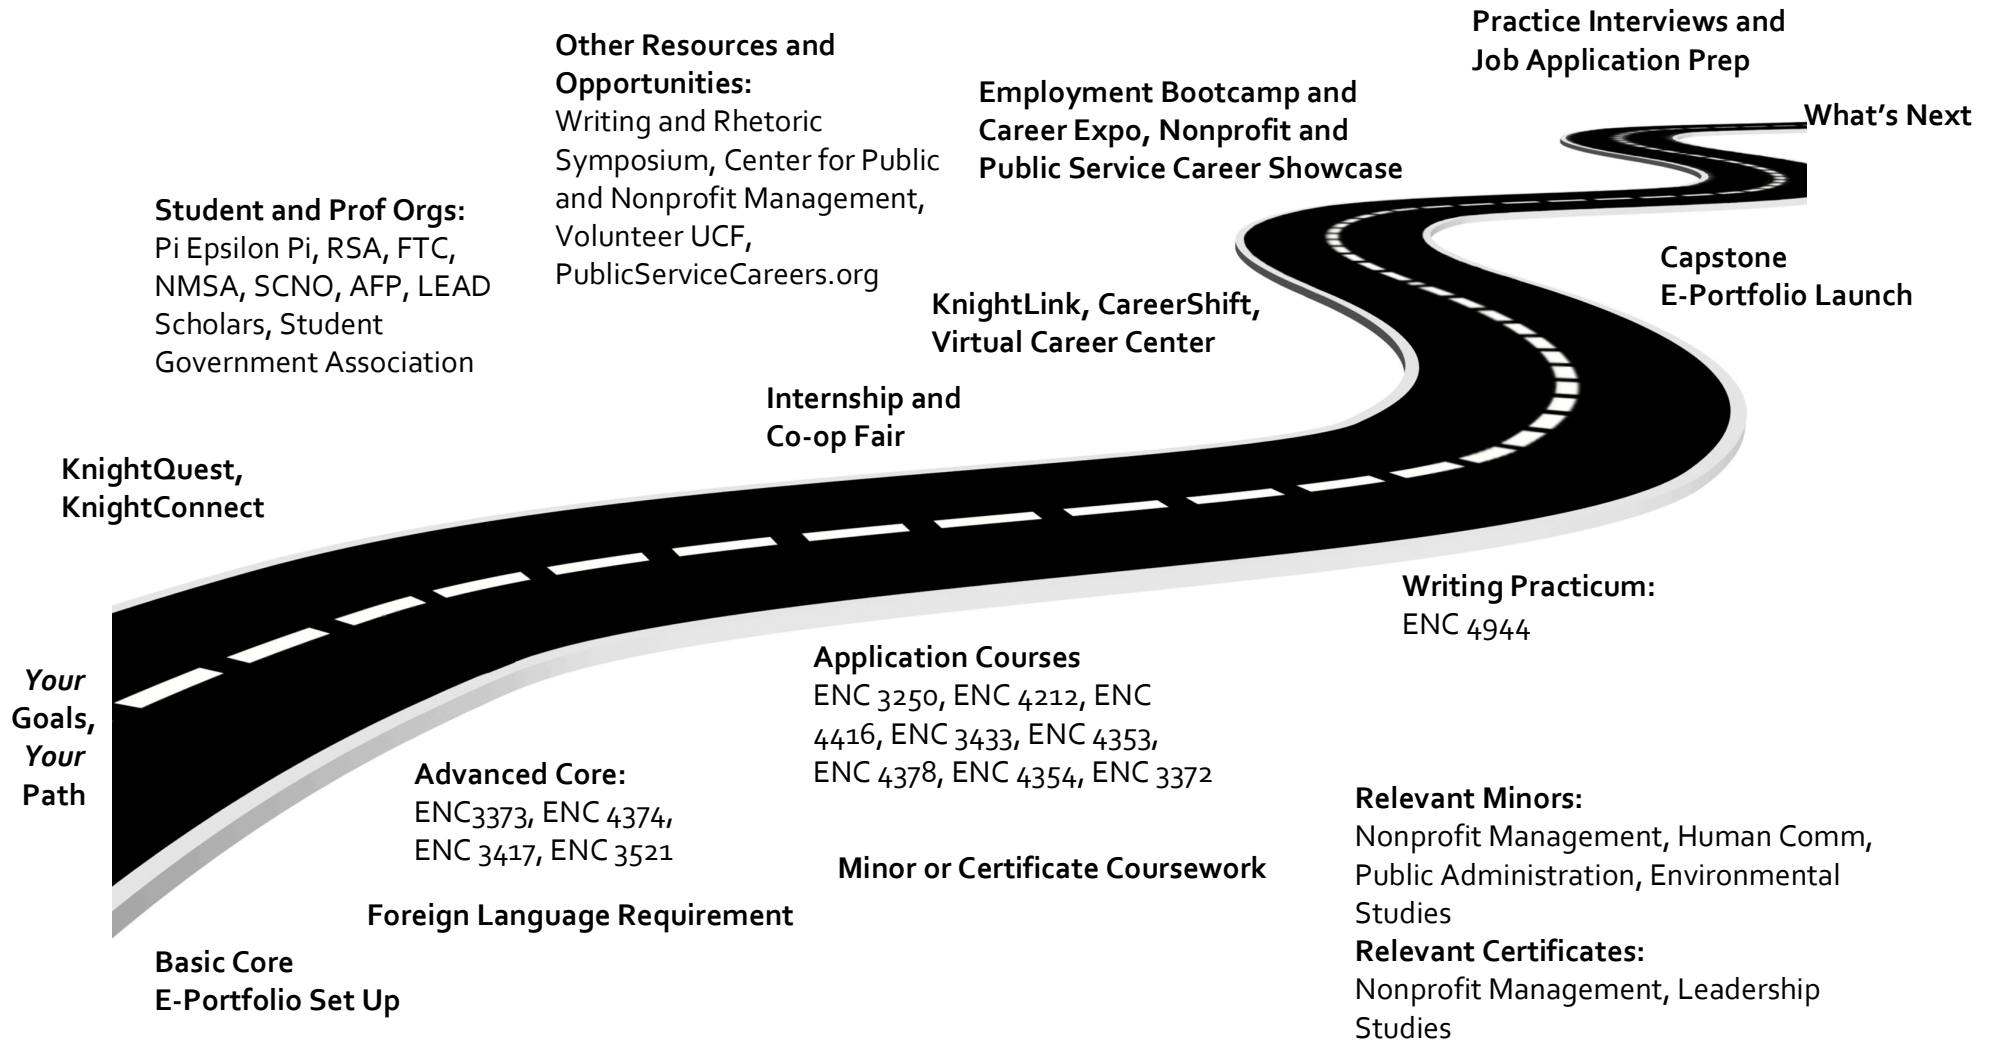 Practice Interviews and
Job Application Prep
Other Resources and
Opportunities:
Writing and Rhetoric
Symposium, Center for Public
and Nonprofit Management,
Volunteer UCF,
PublicServiceCareers.org
Employment Bootcamp and
Career Expo, Nonprofit and
Public Service Career Showcase
What's Next
Student and Prof Orgs:
Pi Epsilon Pi, RSA, FTC,
NMSA, SCNO, AFP, LEAD
Scholars, Student
Government Association
Capstone
E-Portfolio Launch
KnightLink, CareerShift,
Virtual Career Center
Internship and
Co-op Fair
KnightQuest,
KnightConnect
Writing Practicum:
ENC 4944
Your
Goals,
Your
Path
Application Courses
ENC 3250, ENC 4212, ENC
4416, ENC 3433, ENC 4353,
ENC 4378, ENC 4354, ENC 3372
Advanced Core:
ENC3373, ENC 4374,
ENC 3417, ENC 3521
Minor or Certificate Coursework
Relevant Minors:
Nonprofit Management, Human Comm,
Public Administration, Environmental
Studies
Relevant Certificates:
Nonprofit Management, Leadership
Studies
Foreign Language Requirement
Basic Core
E-Portfolio Set Up